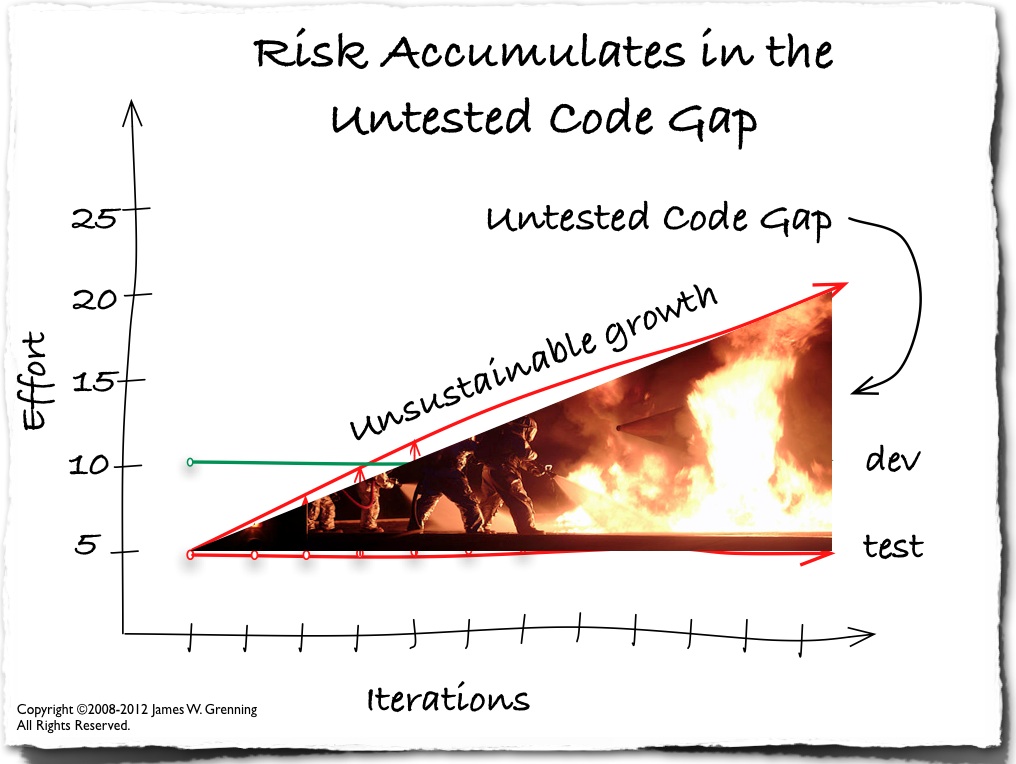 Risk Accumulates in the
Untested Code Gap
25
Untested Code Gap
20
Unsustainable growth
15
Effort
10
dev
5
test
Iterations
Copyright ©2008-2012 James W. Grenning
All Rights Reserved.